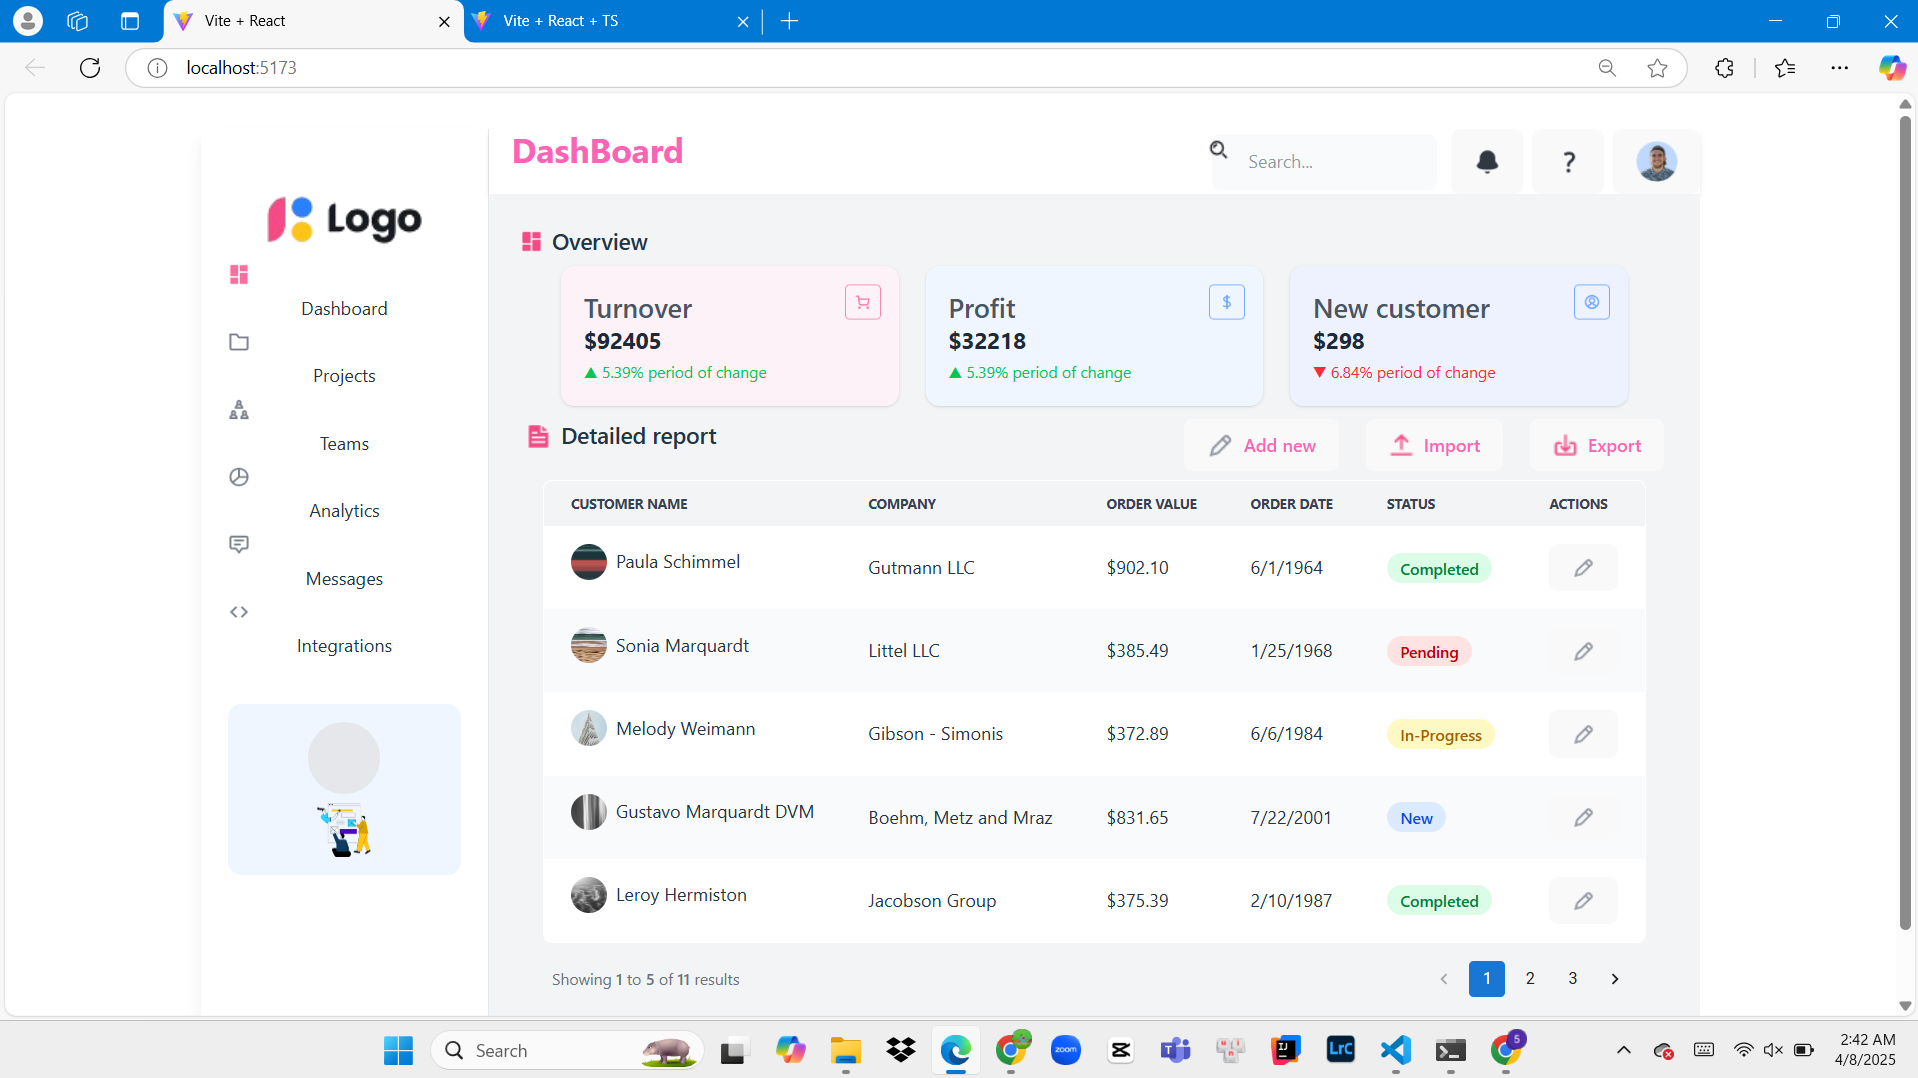 Vite + React
Vite + React + TS
localhost:5173
DashBoard
Search...
?
Logo
Overview
Dashboard
Projects
Teams
Analytics
Messages
Integrations
Turnover
$92405
▲ 5.39% period of change
Profit
$
$32218
▲ 5.39% period of change
New customer
$298
▼ 6.84% period of change
Detailed report
Add new
Import
Export
CUSTOMER NAME COMPANY ORDER VALUE ORDER DATE STATUS ACTIONS
Paula Schimmel Gutmann LLC $902.10 6/1/1964 Completed
Sonia Marquardt Littel LLC $385.49 1/25/1968 Pending
Melody Weimann Gibson - Simonis $372.89 6/6/1984 In-Progress
Gustavo Marquardt DVM Boehm, Metz and Mraz $831.65 7/22/2001 New
Leroy Hermiston Jacobson Group $375.39 2/10/1987 Completed
Showing 1 to 5 of 11 results
1 2 3
Search
zoom
IJ
LrC
5
2:42 AM
4/8/2025